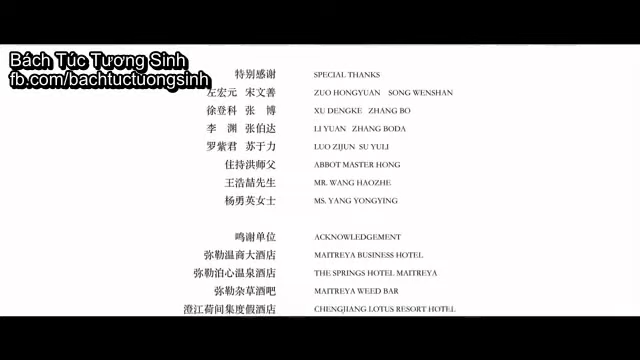 Bách Túc Tương Sinh
fb.com/bachtuctuongsinh
特别感谢 SPECIAL THANKS
左宏元 宋文善 ZUO HONGYUAN SONG WENSHAN
徐登科 张 博 XU DENGKE ZHANG BO
李 渊 张伯达 LI YUAN ZHANG BODA
罗紫君 苏于力 LUO ZIJUN SU YULI
住持洪师父 ABBOT MASTER HONG
王浩喆先生 MR. WANG HAOZHE
杨勇英女士 MS. YANG YONGYING
鸣谢单位 ACKNOWLEDGEMENT
弥勒温商大酒店 MAITREYA BUSINESS HOTEL
弥勒泊心温泉酒店 THE SPRINGS HOTEL MAITREYA
弥勒杂草酒吧 MAITREYA WEED BAR
澄江荷间集度假酒店 CHENGJIANG LOTUS RESORT HOTEL